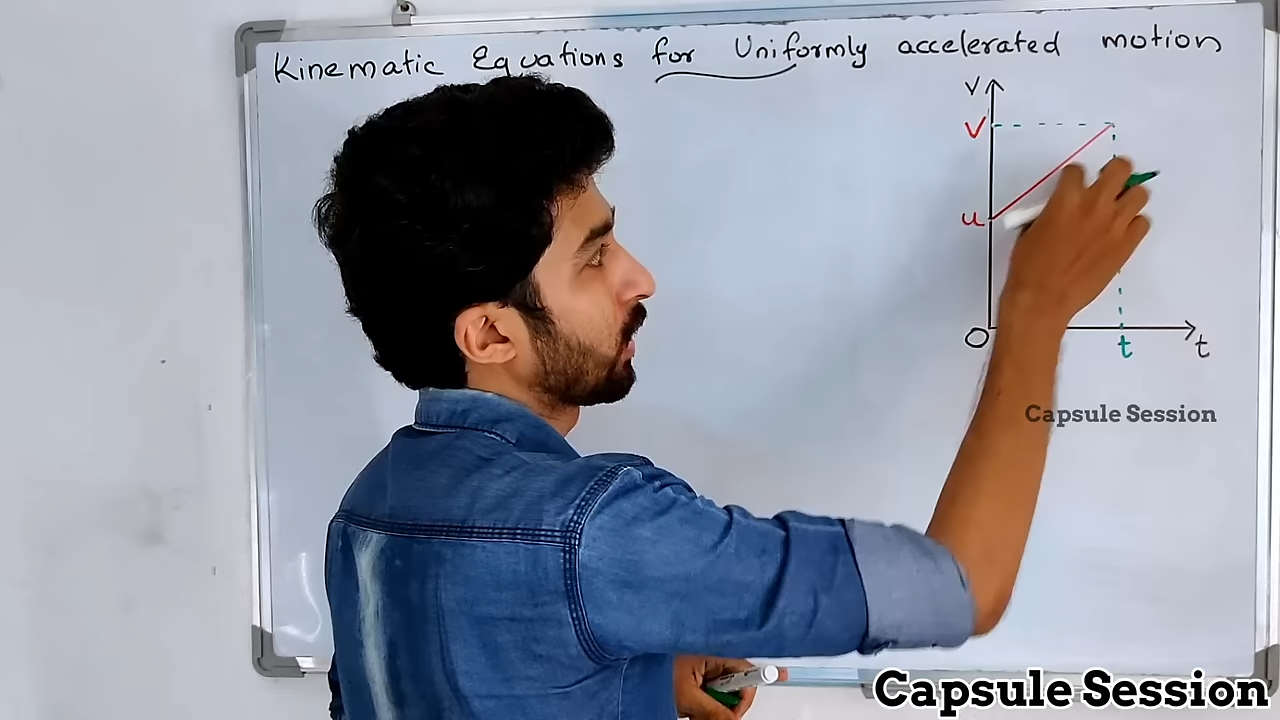 Kinematic Equations for Uniformly accelerated motion
v
v
u
O
t
t
Capsule Session
Capsule Session